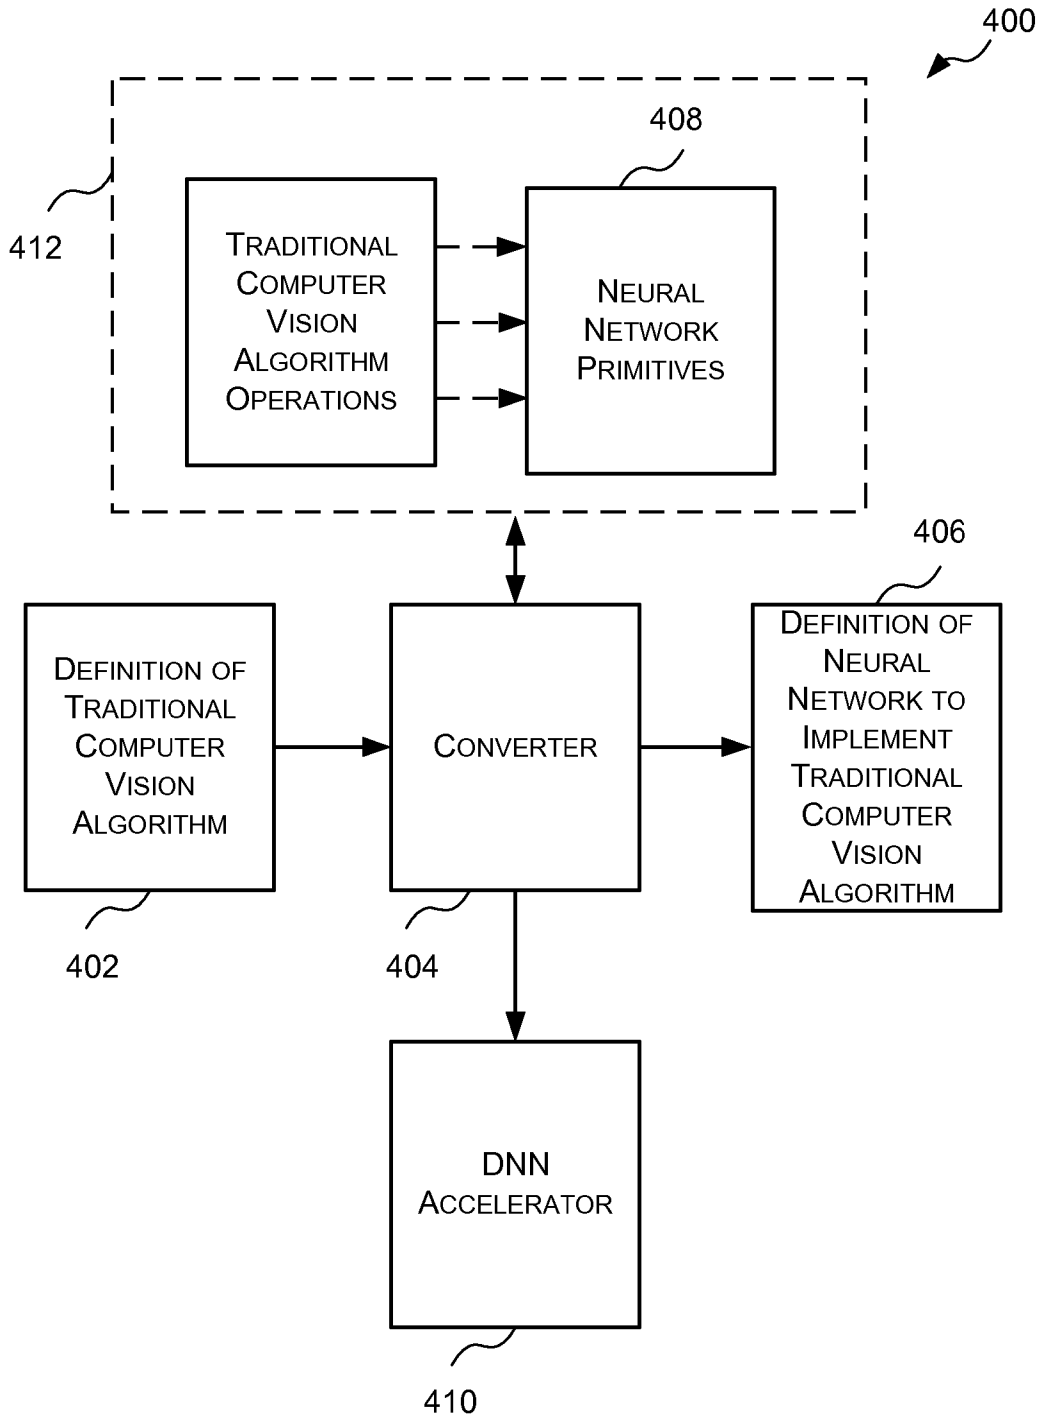 400
408
412
TRADITIONAL
COMPUTER
VISION
ALGORITHM
OPERATIONS
NEURAL
NETWORK
PRIMITIVES
406
DEFINITION OF
TRADITIONAL
COMPUTER
VISION
ALGORITHM
CONVERTER
DEFINITION OF
NEURAL
NETWORK TO
IMPLEMENT
TRADITIONAL
COMPUTER
VISION
ALGORITHM
402
404
DNN
ACCELERATOR
410